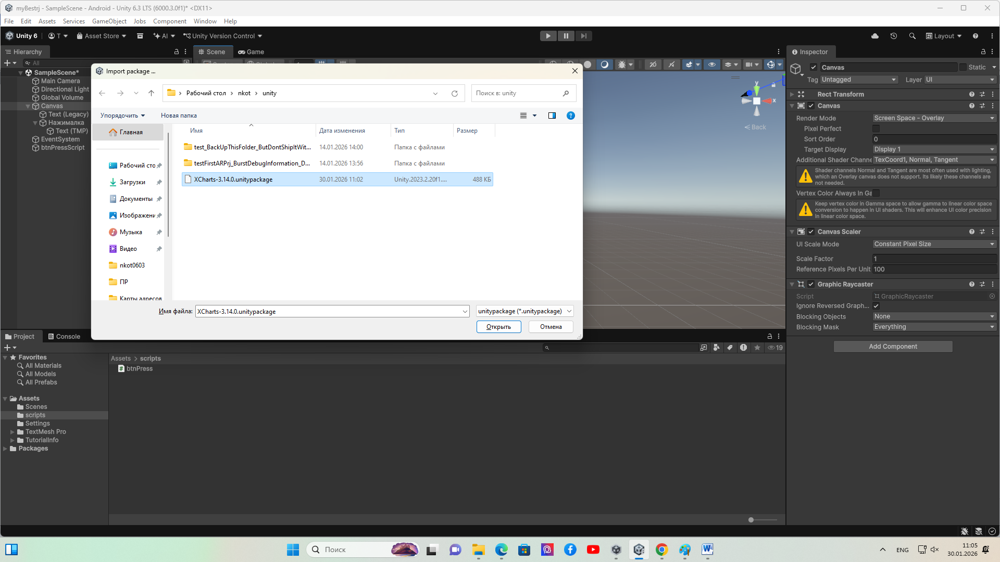 myBestrj - SampleScene - Android - Unity 6.3 LTS (6000.3.0f1)* <DX11>
File Edit Assets Services GameObject Jobs Component Window Help
Unity 6 T Asset Store AI Unity Version Control Layout
Hierarchy Scene Game Inspector
All
SampleScene*
Main Camera
Directional Light
Global Volume
Canvas
Text (Legacy)
Нажималка
Text (TMP)
EventSystem
btnPressScript
Import package ...
Рабочий стол > nkot > unity
Поиск в: unity
Упорядочить Новая папка
Главная
Рабочий сто
Загрузки
Документы
Изображени
Музыка
Видео
nkot0603
ПР
Карты адресов
Имя Дата изменения Тип Размер
test_BackUpThisFolder_ButDontShipItWit... 14.01.2026 14:00 Папка с файлами
testFirstARPrj_BurstDebugInformation_D... 14.01.2026 13:56 Папка с файлами
XCharts-3.14.0.unitypackage 30.01.2026 11:02 Unity.2023.2.20f1.... 488 КБ
Имя файла: XCharts-3.14.0.unitypackage unitypackage (*.unitypackage)
Открыть Отмена
2D
y
x
Back
Canvas Static
Tag Untagged Layer UI
Rect Transform
Canvas
Render Mode Screen Space - Overlay
Pixel Perfect
Sort Order 0
Target Display Display 1
Additional Shader Channe TexCoord1, Normal, Tangent
Shader channels Normal and Tangent are most often used with lighting,
which an Overlay canvas does not support. Its likely these channels are
not needed.
Vertex Color Always In Ga
Keep vertex color in Gamma space to allow gamma to linear color space
conversion to happen in UI shaders. This will enhance UI color precision
in linear color space.
Canvas Scaler
UI Scale Mode Constant Pixel Size
Scale Factor 1
Reference Pixels Per Unit 100
Graphic Raycaster
Script GraphicRaycaster
Ignore Reversed Graph...
Blocking Objects None
Blocking Mask Everything
Add Component
Project Console
19
Favorites
All Materials
All Models
All Prefabs
Assets
Scenes
scripts
Settings
TextMesh Pro
TutorialInfo
Packages
Assets > scripts
btnPress
Поиск
ENG
11:05
30.01.2026